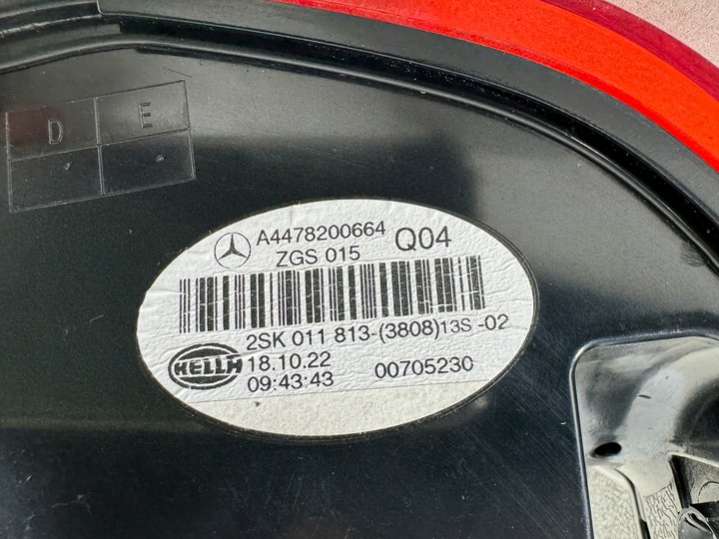 D E
A4478200664 Q04
ZGS 015
2SK 011 813-(3808)13S -02
HELLA 18.10.22
09:43:43 00705230